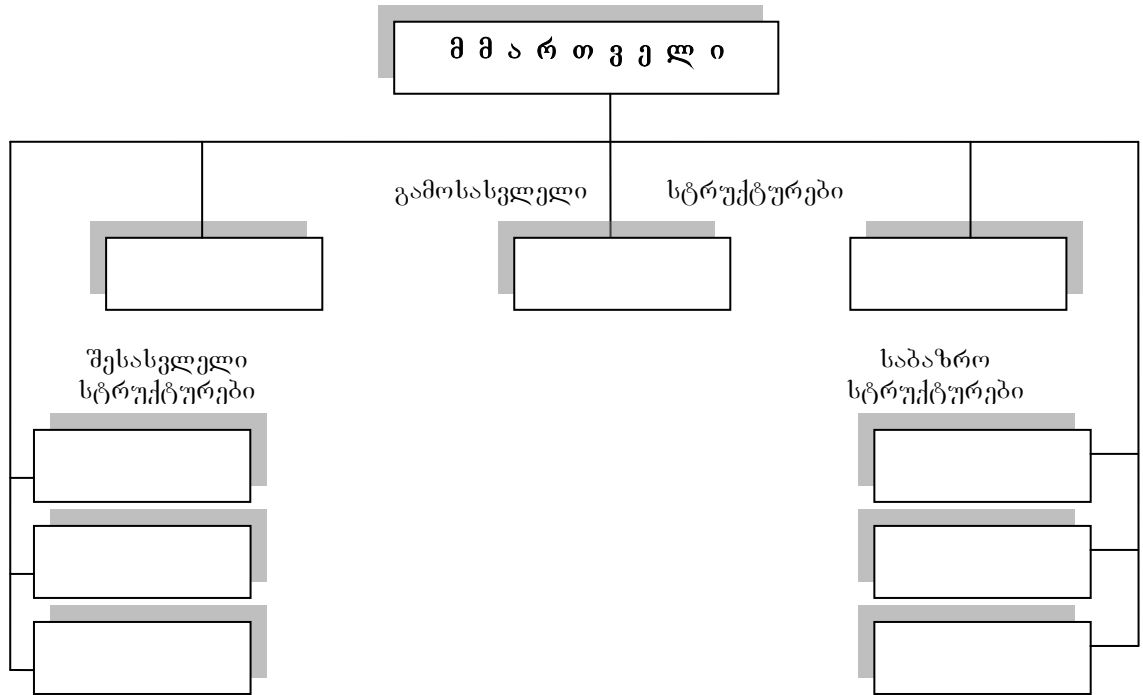 მ მ ა რ თ ვ ე ლ ი
გამოსასვლელი სტრუქტურები
შესასვლელი
სტრუქტურები
საბაზრო
სტრუქტურები